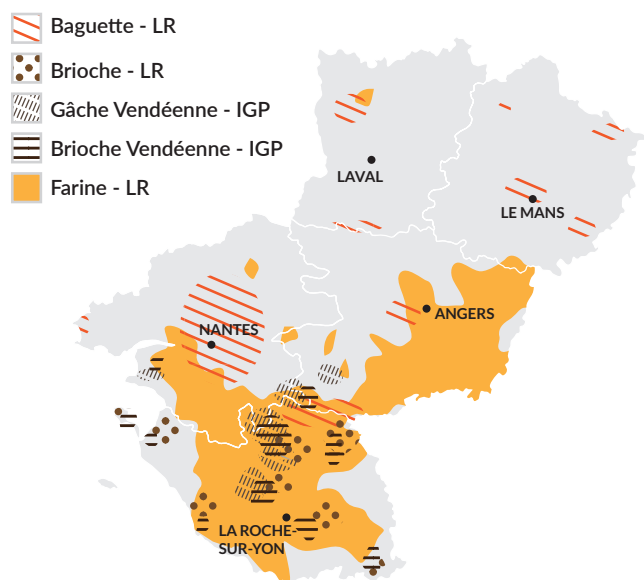 Baguette - LR
Brioche - LR
Gâche Vendéenne - IGP
Brioche Vendéenne - IGP
Farine - LR
LAVAL
LE MANS
ANGERS
NANTES
LA ROCHE-
SUR-YON